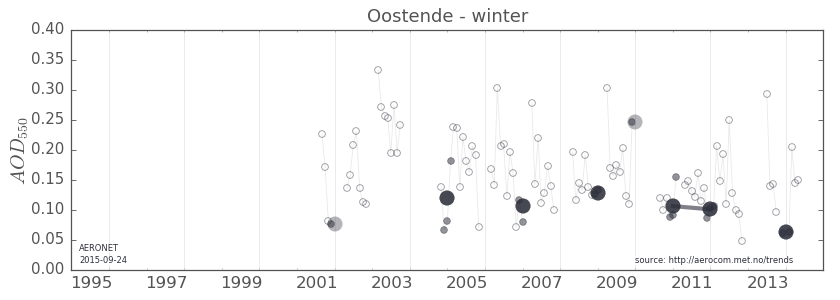 Oostende - winter
0.40
0.35
0.30
0.25
0.20
0.15
0.10
0.05
0.00
AOD550
AERONET
2015-09-24
source: http://aerocom.met.no/trends
1995 1997 1999 2001 2003 2005 2007 2009 2011 2013